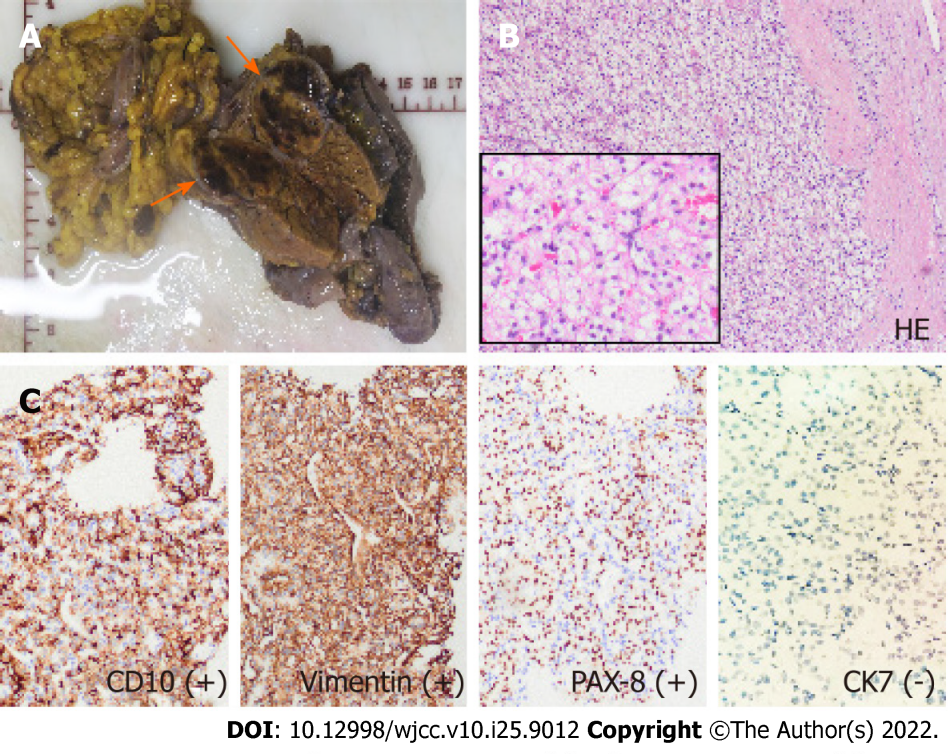 A
B
14 15 16 17
HE
C
CD10 (+)
Vimentin (+)
PAX-8 (+)
CK7 (-)
DOI: 10.12998/wjcc.v10.i25.9012 Copyright ©The Author(s) 2022.